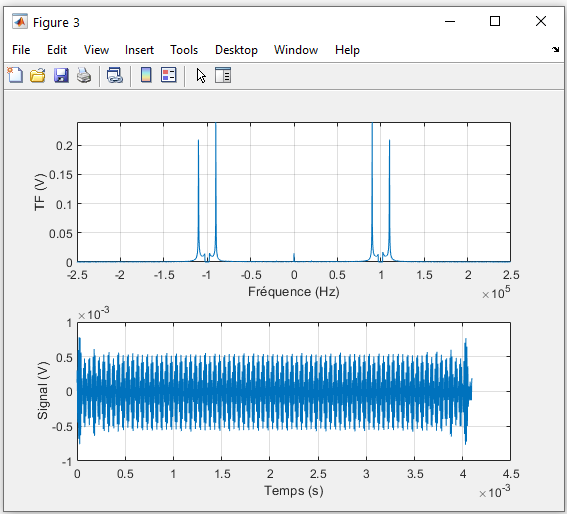 Figure 3
File Edit View Insert Tools Desktop Window Help
0.2
0.15
0.1
0.05
0
TF (V)
-2.5 -2 -1.5 -1 -0.5 0 0.5 1 1.5 2 2.5
Fréquence (Hz)
×10⁵
×10⁻³
1
0.5
0
-0.5
-1
Signal (V)
0 0.5 1 1.5 2 2.5 3 3.5 4 4.5
Temps (s)
×10⁻³